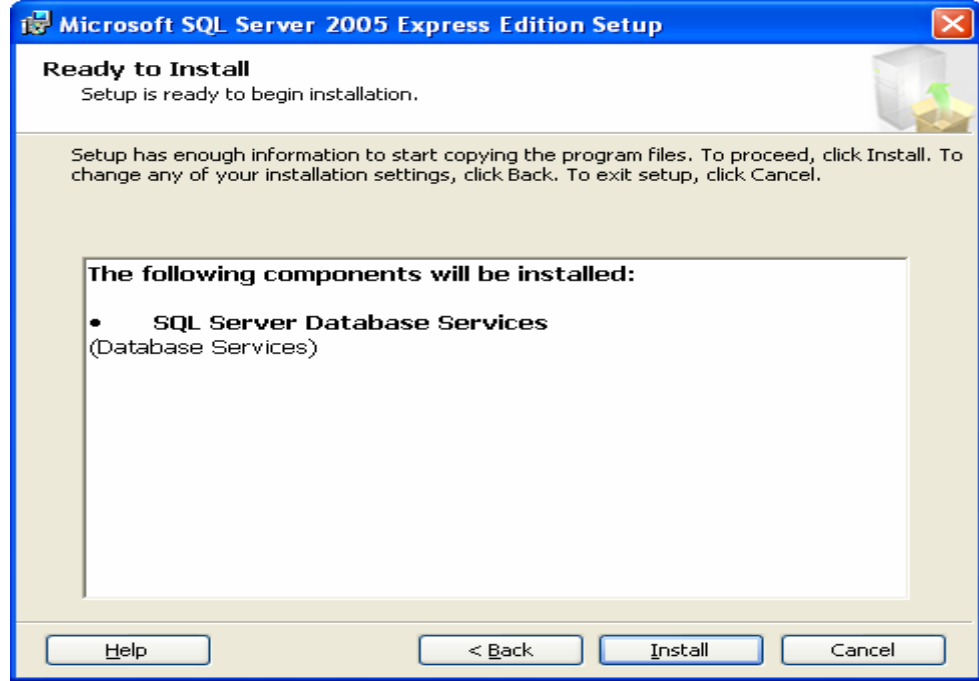 Microsoft SQL Server 2005 Express Edition Setup
Ready to Install
Setup is ready to begin installation.
Setup has enough information to start copying the program files. To proceed, click Install. To
change any of your installation settings, click Back. To exit setup, click Cancel.
The following components will be installed:
• SQL Server Database Services
(Database Services)
Help < Back Install Cancel